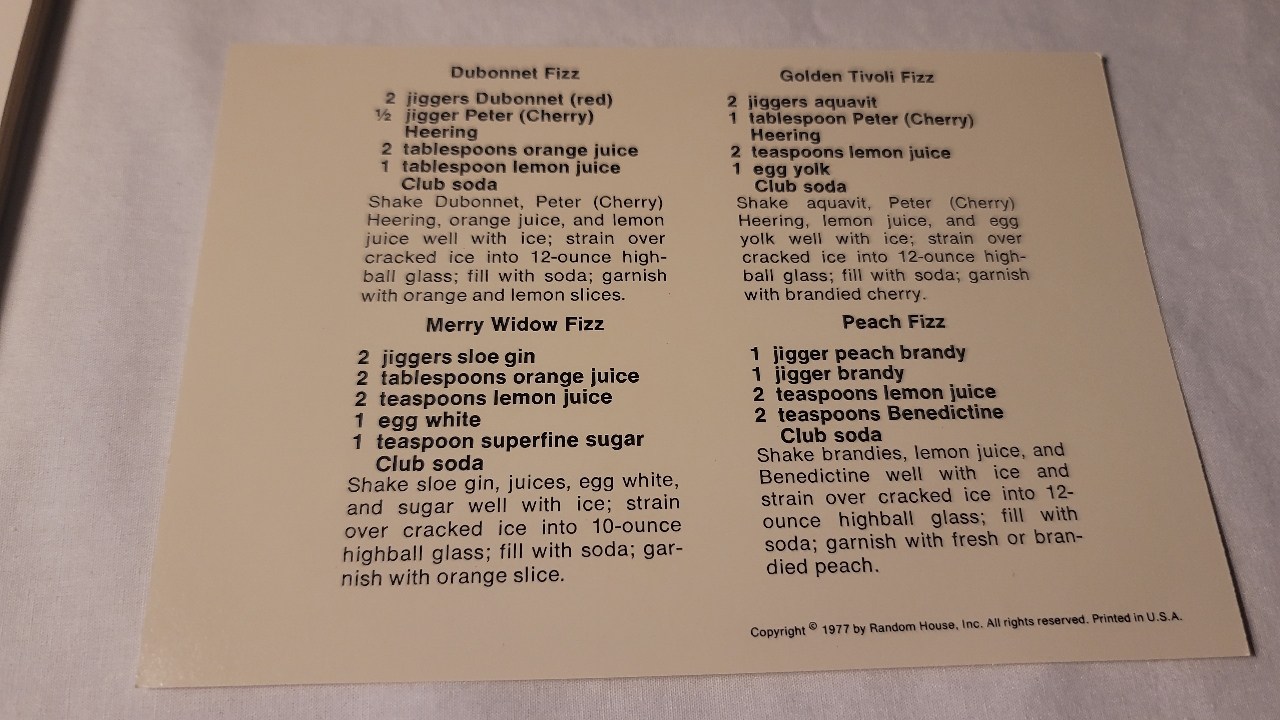 Dubonnet Fizz
2 jiggers Dubonnet (red)
½ jigger Peter (Cherry)
Heering
2 tablespoons orange juice
1 tablespoon lemon juice
Club soda
Shake Dubonnet, Peter (Cherry)
Heering, orange juice, and lemon
juice well with ice; strain over
cracked ice into 12-ounce high-
ball glass; fill with soda; garnish
with orange and lemon slices.
Merry Widow Fizz
2 jiggers sloe gin
2 tablespoons orange juice
2 teaspoons lemon juice
1 egg white
1 teaspoon superfine sugar
Club soda
Shake sloe gin, juices, egg white,
and sugar well with ice; strain
over cracked ice into 10-ounce
highball glass; fill with soda; gar-
nish with orange slice.
Golden Tivoli Fizz
2 jiggers aquavit
1 tablespoon Peter (Cherry)
Heering
2 teaspoons lemon juice
1 egg yolk
Club soda
Shake aquavit, Peter (Cherry)
Heering, lemon juice, and egg
yolk well with ice; strain over
cracked ice into 12-ounce high-
ball glass; fill with soda; garnish
with brandied cherry.
Peach Fizz
1 jigger peach brandy
1 jigger brandy
2 teaspoons lemon juice
2 teaspoons Benedictine
Club soda
Shake brandies, lemon juice, and
Benedictine well with ice and
strain over cracked ice into 12-
ounce highball glass; fill with
soda; garnish with fresh or bran-
died peach.
Copyright © 1977 by Random House, Inc. All rights reserved. Printed in U.S.A.